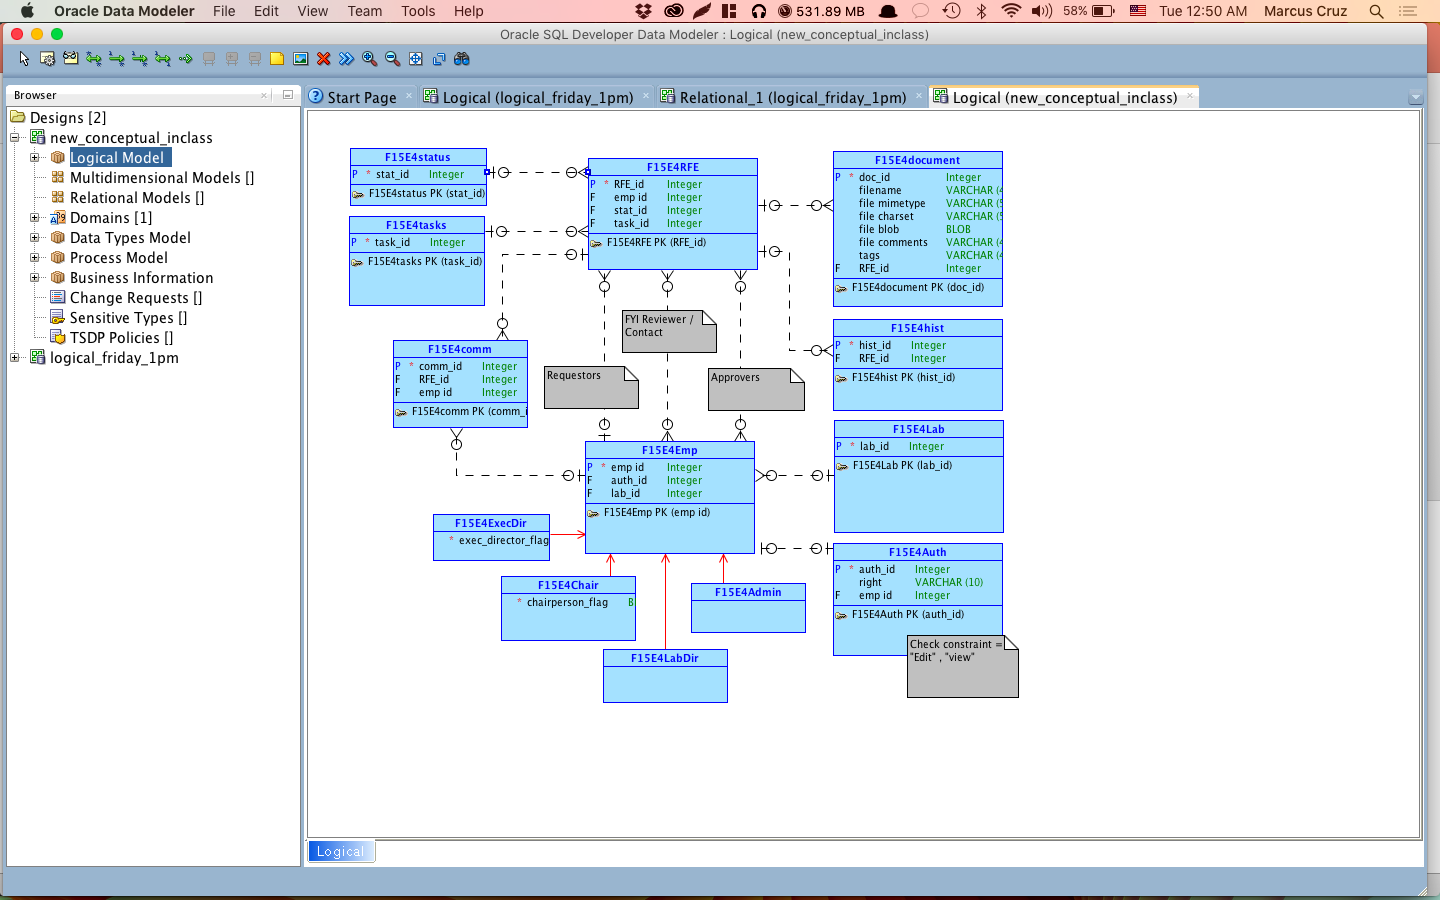 Oracle Data Modeler File Edit View Team Tools Help 531.89 MB 58% Tue 12:50 AM Marcus Cruz
Oracle SQL Developer Data Modeler : Logical (new_conceptual_inclass)
Browser
Start Page
Logical (logical_friday_1pm)
Relational_1 (logical_friday_1pm)
Logical (new_conceptual_inclass)
Designs [2]
new_conceptual_inclass
Logical Model
Multidimensional Models []
Relational Models []
Domains [1]
Data Types Model
Process Model
Business Information
Change Requests []
Sensitive Types []
TSDP Policies []
logical_friday_1pm
F15E4status
P * stat_id Integer
F15E4status PK (stat_id)
F15E4tasks
P * task_id Integer
F15E4tasks PK (task_id)
F15E4RFE
P * RFE_id Integer
F emp id Integer
F stat_id Integer
F task_id Integer
F15E4RFE PK (RFE_id)
F15E4document
P * doc_id Integer
filename VARCHAR (4
file mimetype VARCHAR (5
file charset VARCHAR (5
file blob BLOB
file comments VARCHAR (4
tags VARCHAR (4
F RFE_id Integer
F15E4document PK (doc_id)
F15E4hist
P * hist_id Integer
F RFE_id Integer
F15E4hist PK (hist_id)
FYI Reviewer /
Contact
Requestors
Approvers
F15E4comm
P * comm_id Integer
F RFE_id Integer
F emp id Integer
F15E4comm PK (comm_i
F15E4Emp
P * emp id Integer
F auth_id Integer
F lab_id Integer
F15E4Emp PK (emp id)
F15E4Lab
P * lab_id Integer
F15E4Lab PK (lab_id)
F15E4ExecDir
* exec_director_flag
F15E4Chair
* chairperson_flag B
F15E4Admin
F15E4LabDir
F15E4Auth
P * auth_id Integer
right VARCHAR (10)
F emp id Integer
F15E4Auth PK (auth_id)
Check constraint =
"Edit" , "view"
Logical